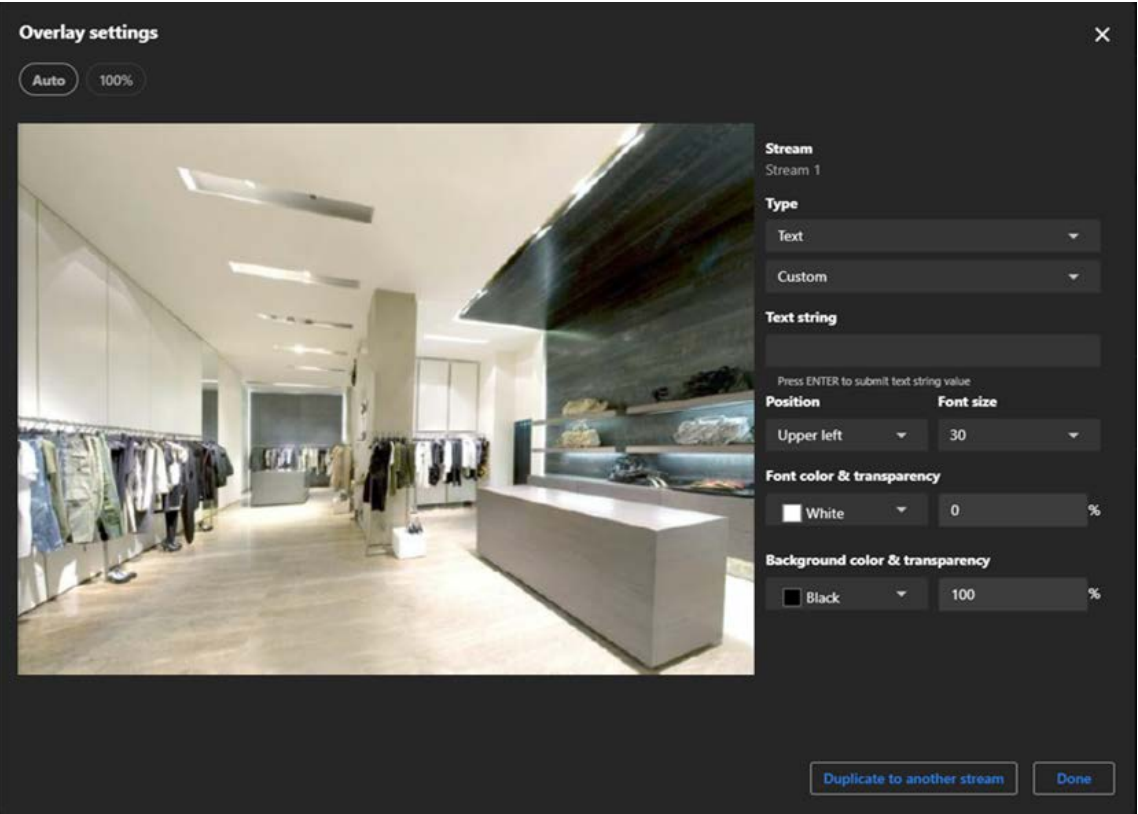 Overlay settings
Auto 100%
Stream
Stream 1
Type
Text
Custom
Text string
Press ENTER to submit text string value
Position Font size
Upper left 30
Font color & transparency
White 0 %
Background color & transparency
Black 100 %
Duplicate to another stream Done